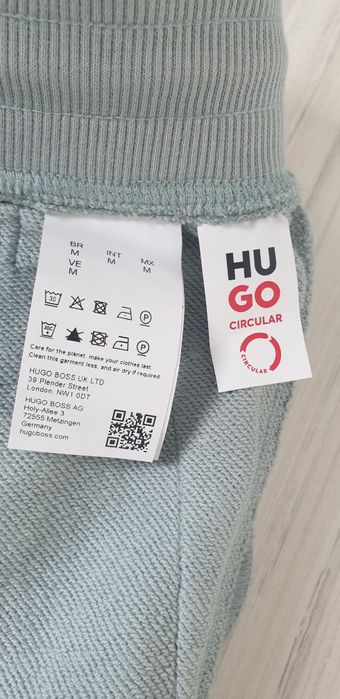 BR INT MX
M M M
VE
M
30
Care for the planet, make your clothes last.
Clean this garment less, and air dry if required
HUGO BOSS UK LTD
39 Plender Street
London, NW1 0DT
HUGO BOSS AG
Holy-Allee 3
72555 Metzingen
Germany
hugoboss.com
HU
GO
CIRCULAR
CIRCULAR